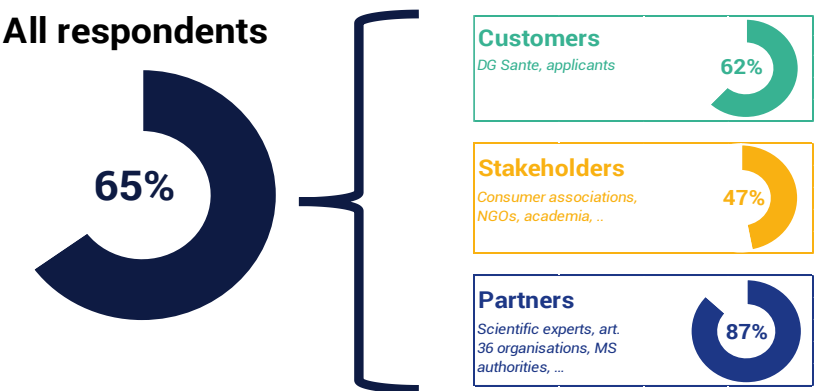 All respondents
65%
Customers
DG Sante, applicants
62%
Stakeholders
Consumer associations,
NGOs, academia, ..
47%
Partners
Scientific experts, art.
36 organisations, MS
authorities, ...
87%